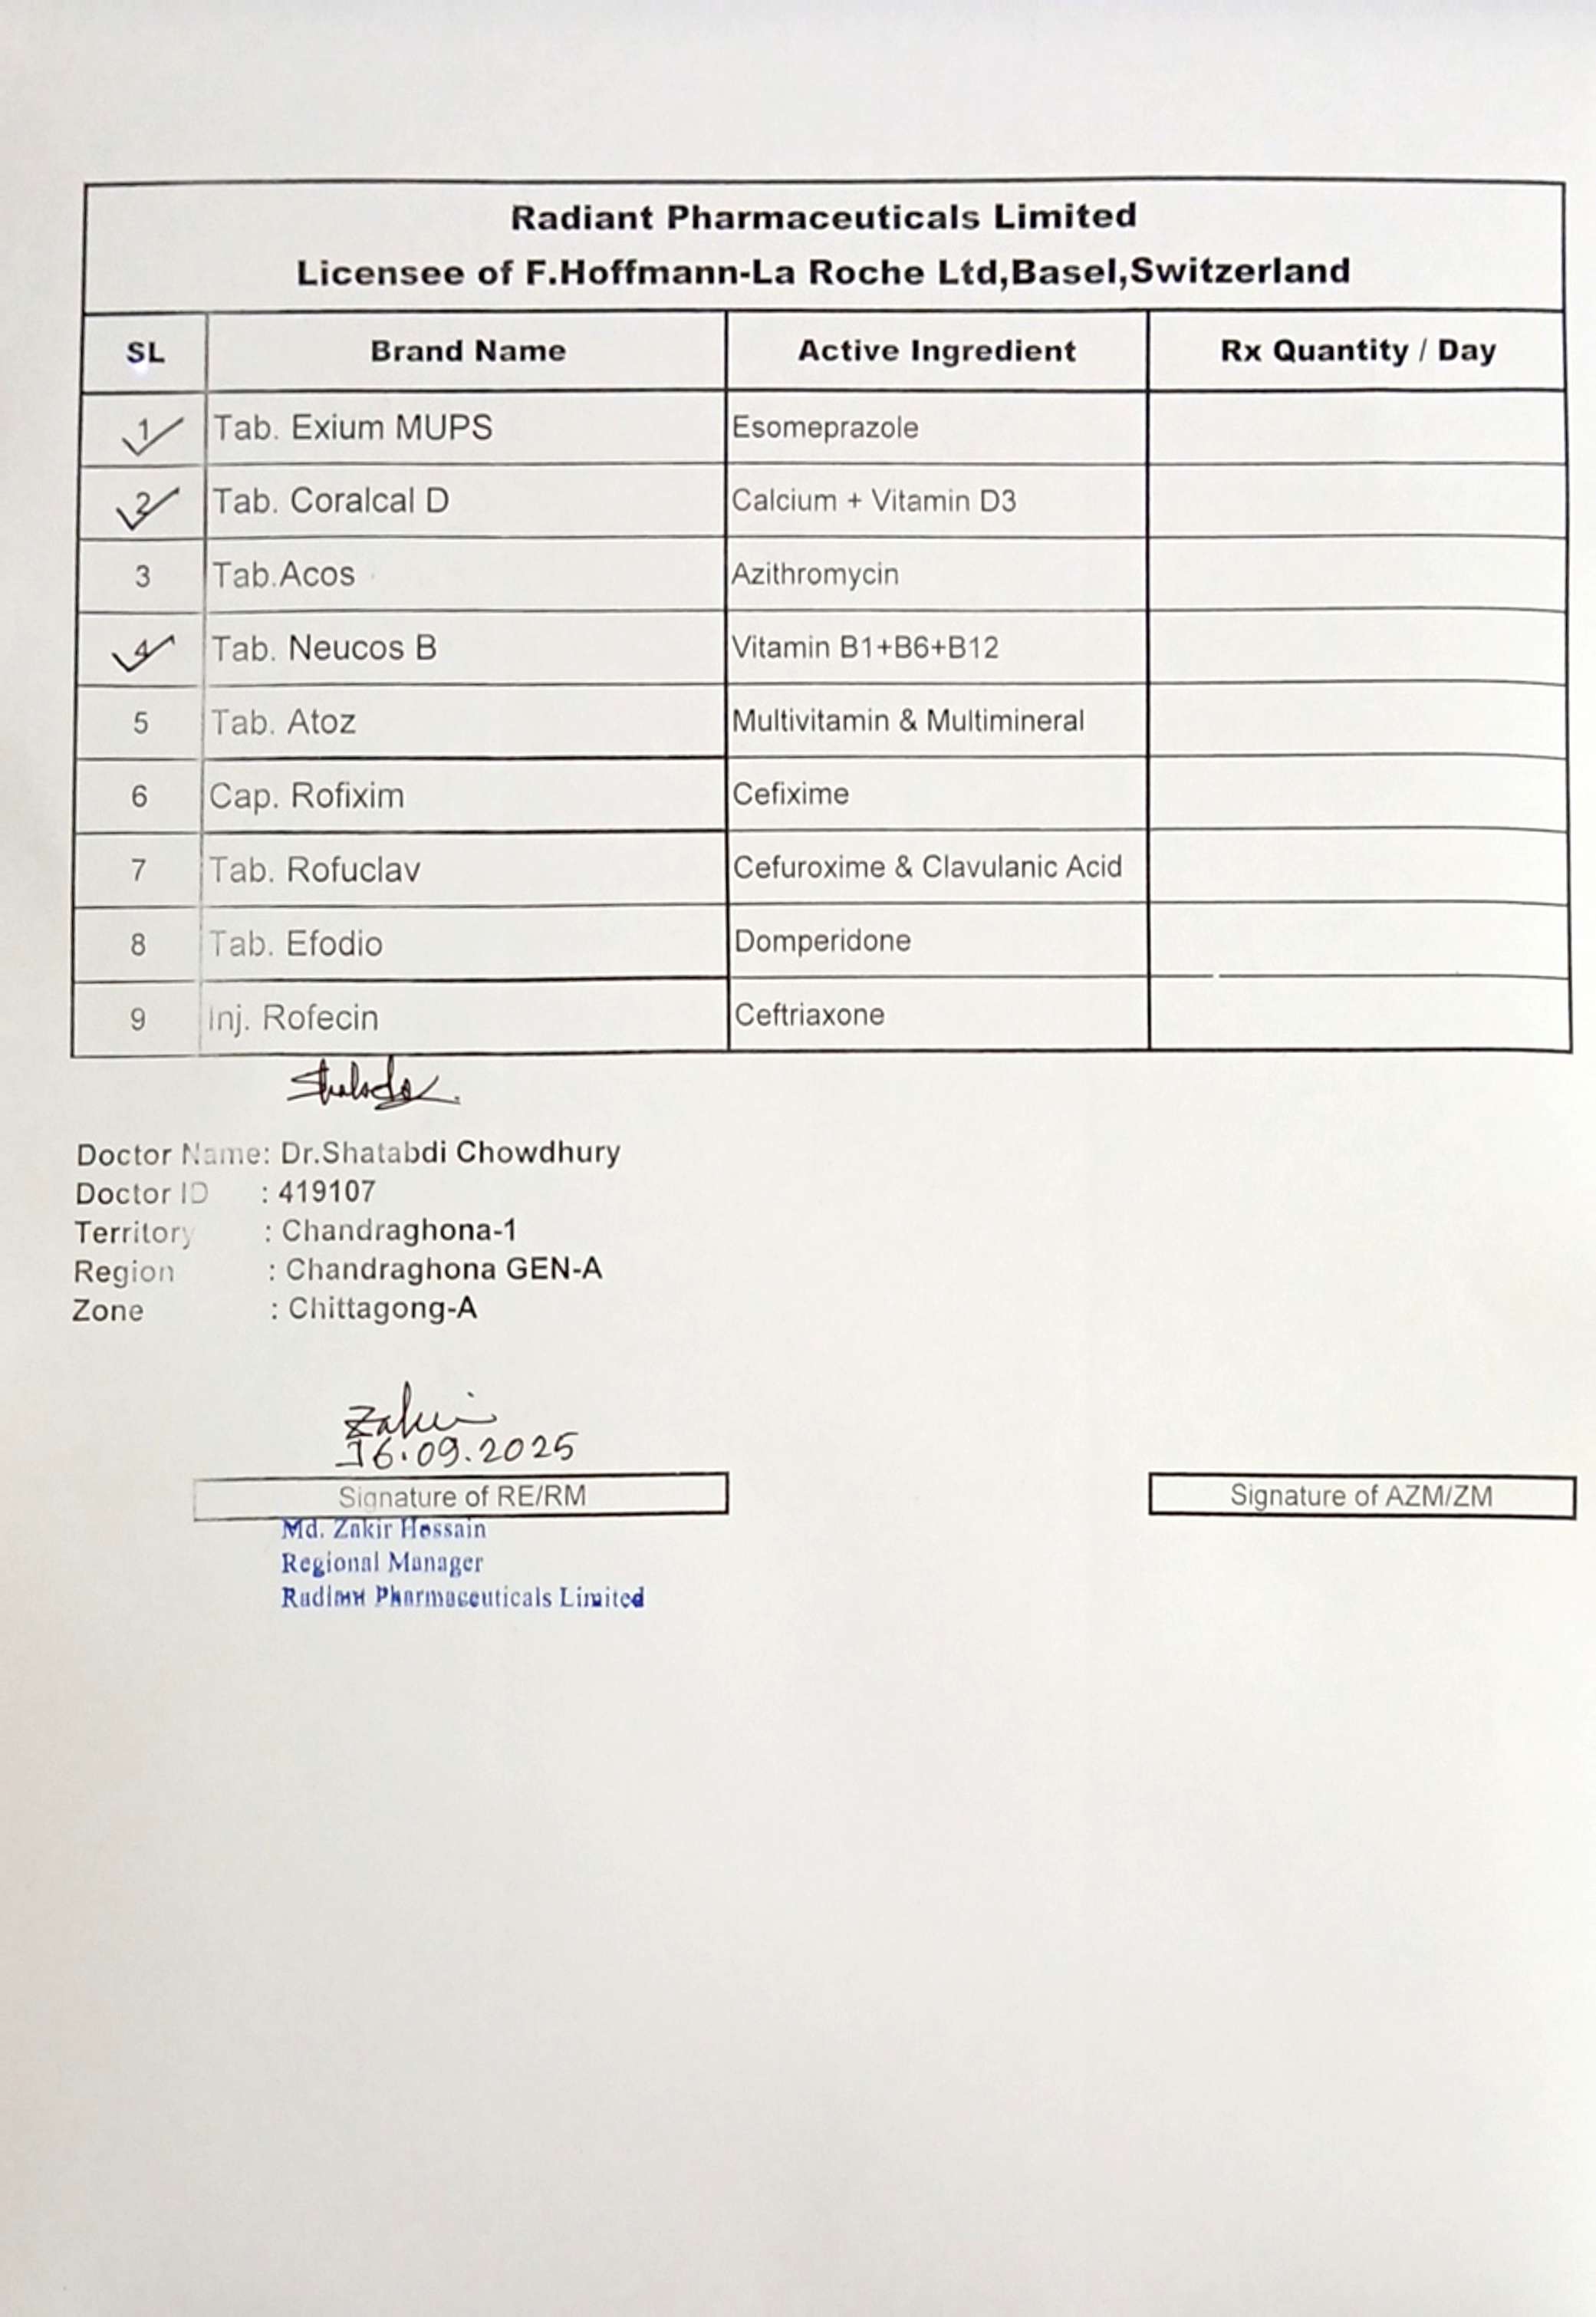 Radiant Pharmaceuticals Limited
Licensee of F.Hoffmann-La Roche Ltd,Basel,Switzerland
SL Brand Name Active Ingredient Rx Quantity / Day
1 Tab. Exium MUPS Esomeprazole
2 Tab. Coralcal D Calcium + Vitamin D3
3 Tab.Acos Azithromycin
4 Tab. Neucos B Vitamin B1+B6+B12
5 Tab. Atoz Multivitamin & Multimineral
6 Cap. Rofixim Cefixime
7 Tab. Rofuclav Cefuroxime & Clavulanic Acid
8 Tab. Efodio Domperidone
9 Inj. Rofecin Ceftriaxone
Doctor Name: Dr.Shatabdi Chowdhury
Doctor ID : 419107
Territory : Chandraghona-1
Region : Chandraghona GEN-A
Zone : Chittagong-A
16.09.2025
Signature of RE/RM Signature of AZM/ZM
Md. Zakir Hossain
Regional Manager
Radiant Pharmaceuticals Limited